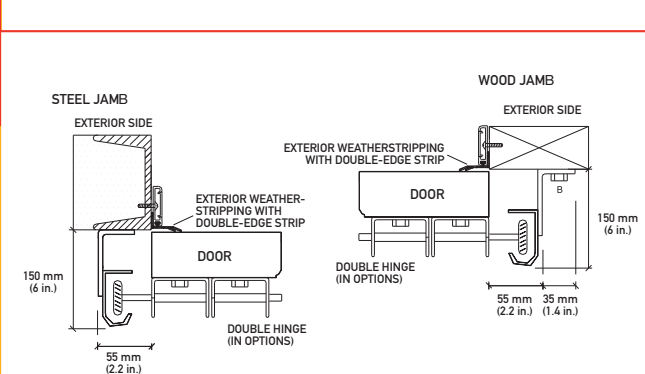 STEEL JAMB
EXTERIOR SIDE
EXTERIOR WEATHER-
STRIPPING WITH
DOUBLE-EDGE STRIP
DOOR
150 mm
(6 in.)
DOUBLE HINGE
(IN OPTIONS)
55 mm
(2.2 in.)
WOOD JAMB
EXTERIOR SIDE
EXTERIOR WEATHERSTRIPPING
WITH DOUBLE-EDGE STRIP
DOOR
B
150 mm
(6 in.)
DOUBLE HINGE
(IN OPTIONS)
55 mm
(2.2 in.)
35 mm
(1.4 in.)